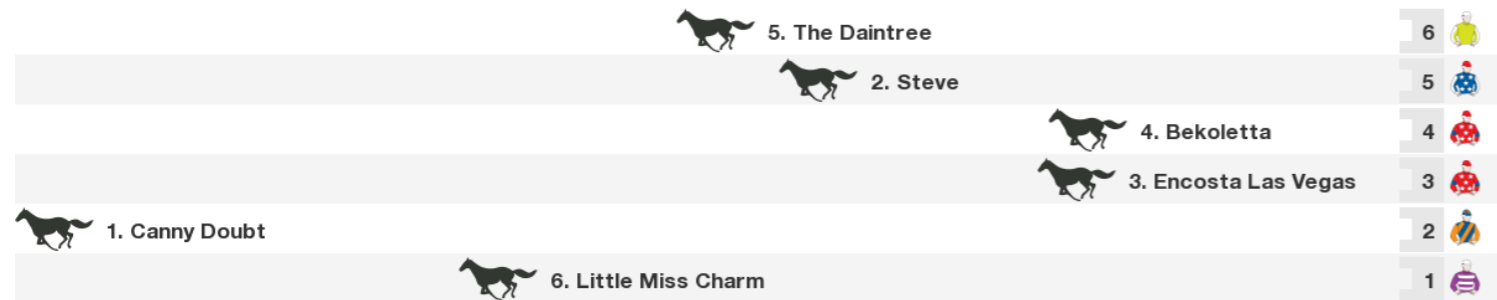 5. The Daintree 6
2. Steve 5
4. Bekoletta 4
3. Encosta Las Vegas 3
1. Canny Doubt 2
6. Little Miss Charm 1